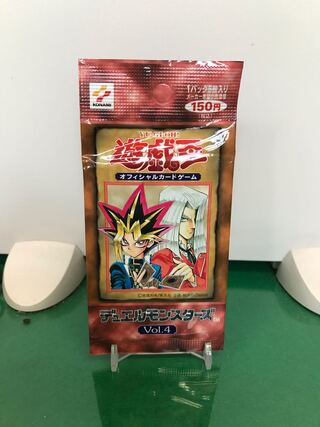 KONAMI
1パック5枚入り
150円
遊戯王
オフィシャルカードゲーム
デュエルモンスターズ
Vol.4